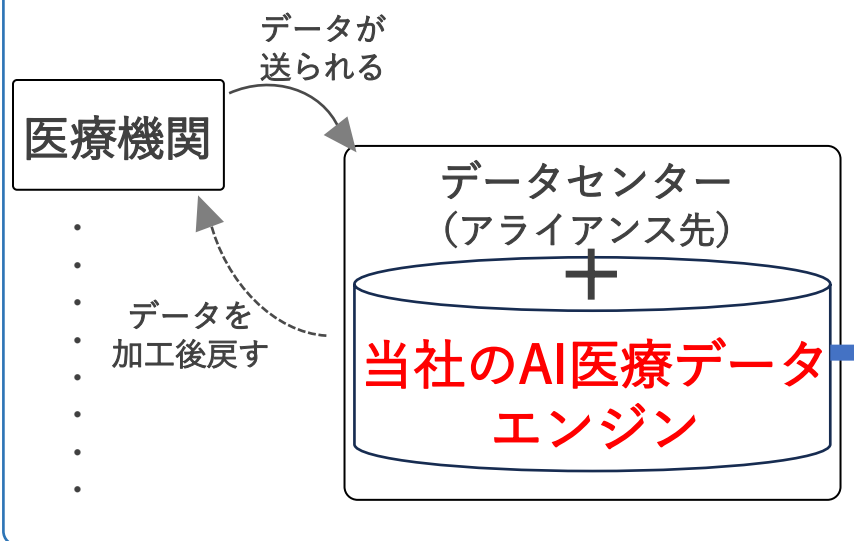 データが
送られる
医療機関
データセンター
（アライアンス先）
+
当社のAI医療データ
エンジン
データを
加工後戻す